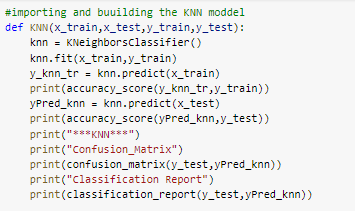 #importing and buuilding the KNN moddel
def KNN(x_train,x_test,y_train,y_test):
    knn = KNeighborsClassifier()
    knn.fit(x_train,y_train)
    y_knn_tr = knn.predict(x_train)
    print(accuracy_score(y_knn_tr,y_train))
    yPred_knn = knn.predict(x_test)
    print(accuracy_score(yPred_knn,y_test))
    print("***KNN***")
    print("Confusion_Matrix")
    print(confusion_matrix(y_test,yPred_knn))
    print("Classification Report")
    print(classification_report(y_test,yPred_knn))